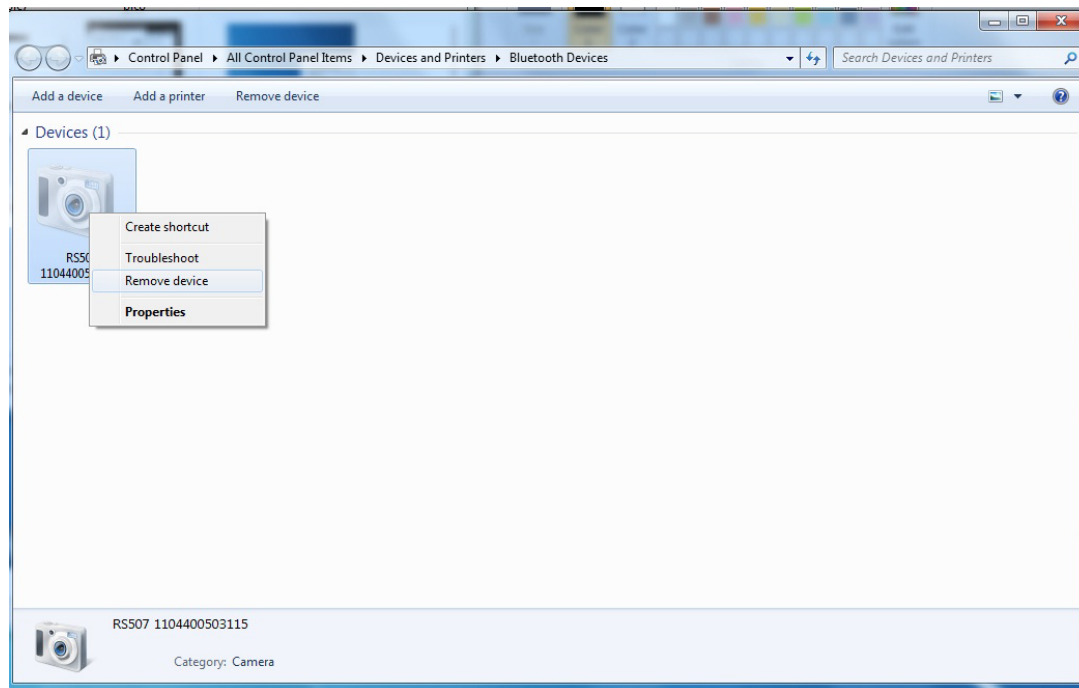 Control Panel ▸ All Control Panel Items ▸ Devices and Printers ▸ Bluetooth Devices
Search Devices and Printers
Add a device Add a printer Remove device
Devices (1)
RS50
11044005
Create shortcut
Troubleshoot
Remove device
Properties
RS507 1104400503115
Category: Camera